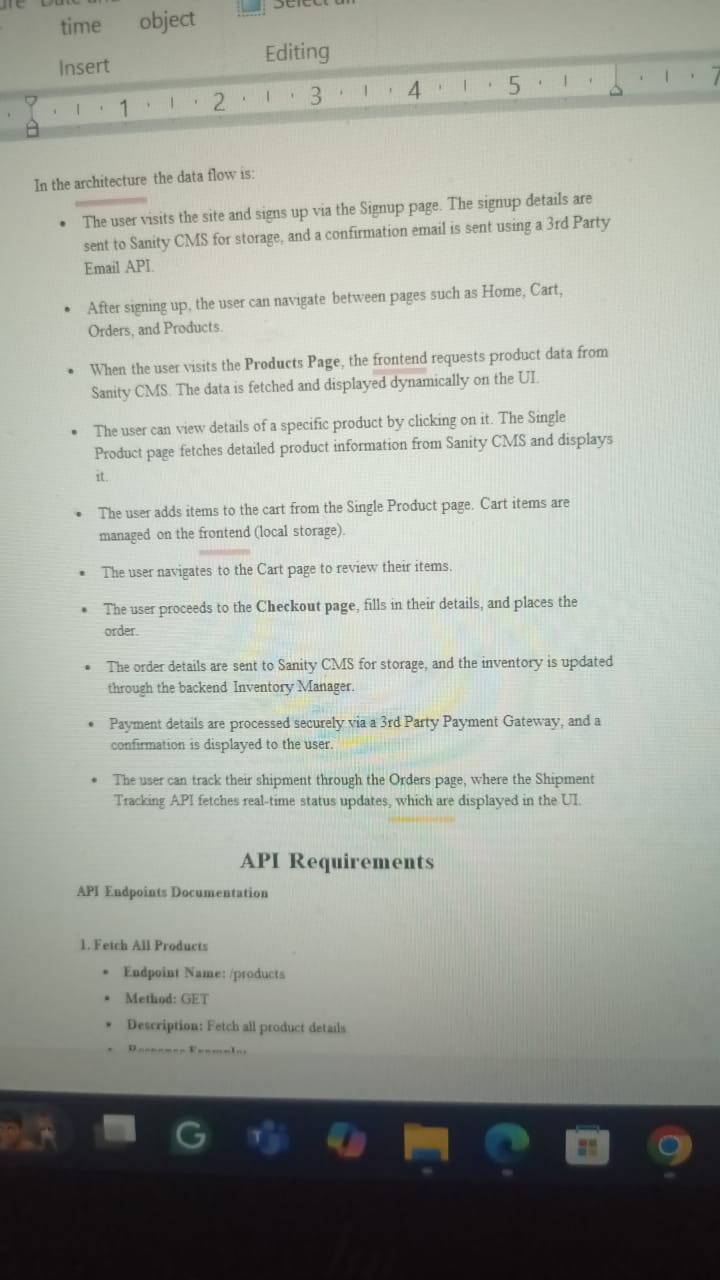 time
object
Insert
Editing
1 2 3 4 5 7
In the architecture the data flow is:
• The user visits the site and signs up via the Signup page. The signup details are
sent to Sanity CMS for storage, and a confirmation email is sent using a 3rd Party
Email API.
• After signing up, the user can navigate between pages such as Home, Cart,
Orders, and Products.
• When the user visits the Products Page, the frontend requests product data from
Sanity CMS. The data is fetched and displayed dynamically on the UI.
• The user can view details of a specific product by clicking on it. The Single
Product page fetches detailed product information from Sanity CMS and displays
it.
• The user adds items to the cart from the Single Product page. Cart items are
managed on the frontend (local storage).
• The user navigates to the Cart page to review their items.
• The user proceeds to the Checkout page, fills in their details, and places the
order.
• The order details are sent to Sanity CMS for storage, and the inventory is updated
through the backend Inventory Manager.
• Payment details are processed securely via a 3rd Party Payment Gateway, and a
confirmation is displayed to the user.
• The user can track their shipment through the Orders page, where the Shipment
Tracking API fetches real-time status updates, which are displayed in the UI.
API Requirements
API Endpoints Documentation
1. Fetch All Products
• Endpoint Name: /products
• Method: GET
• Description: Fetch all product details